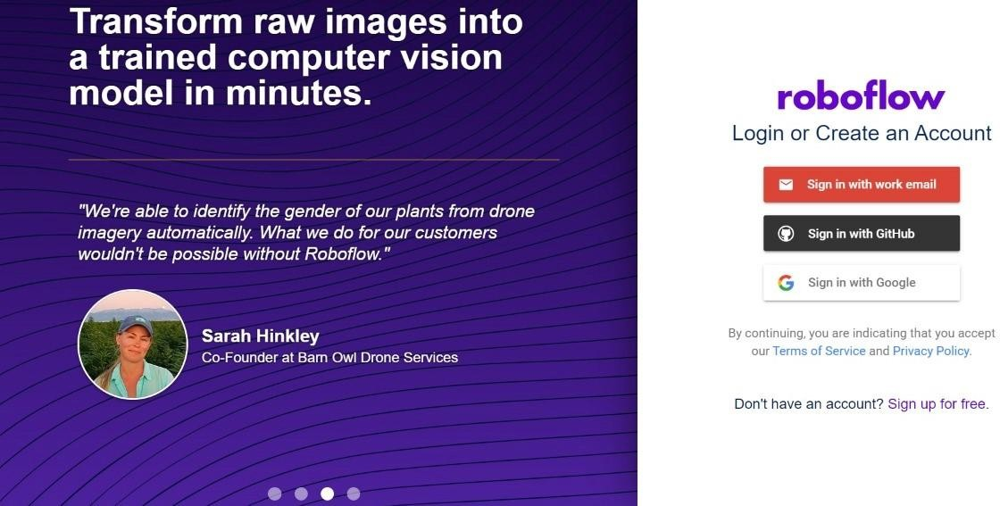 Transform raw images into
a trained computer vision
model in minutes.
"We're able to identify the gender of our plants from drone
imagery automatically. What we do for our customers
wouldn't be possible without Roboflow."
Sarah Hinkley
Co-Founder at Barn Owl Drone Services
roboflow
Login or Create an Account
Sign in with work email
Sign in with GitHub
Sign in with Google
By continuing, you are indicating that you accept
our Terms of Service and Privacy Policy.
Don't have an account? Sign up for free.